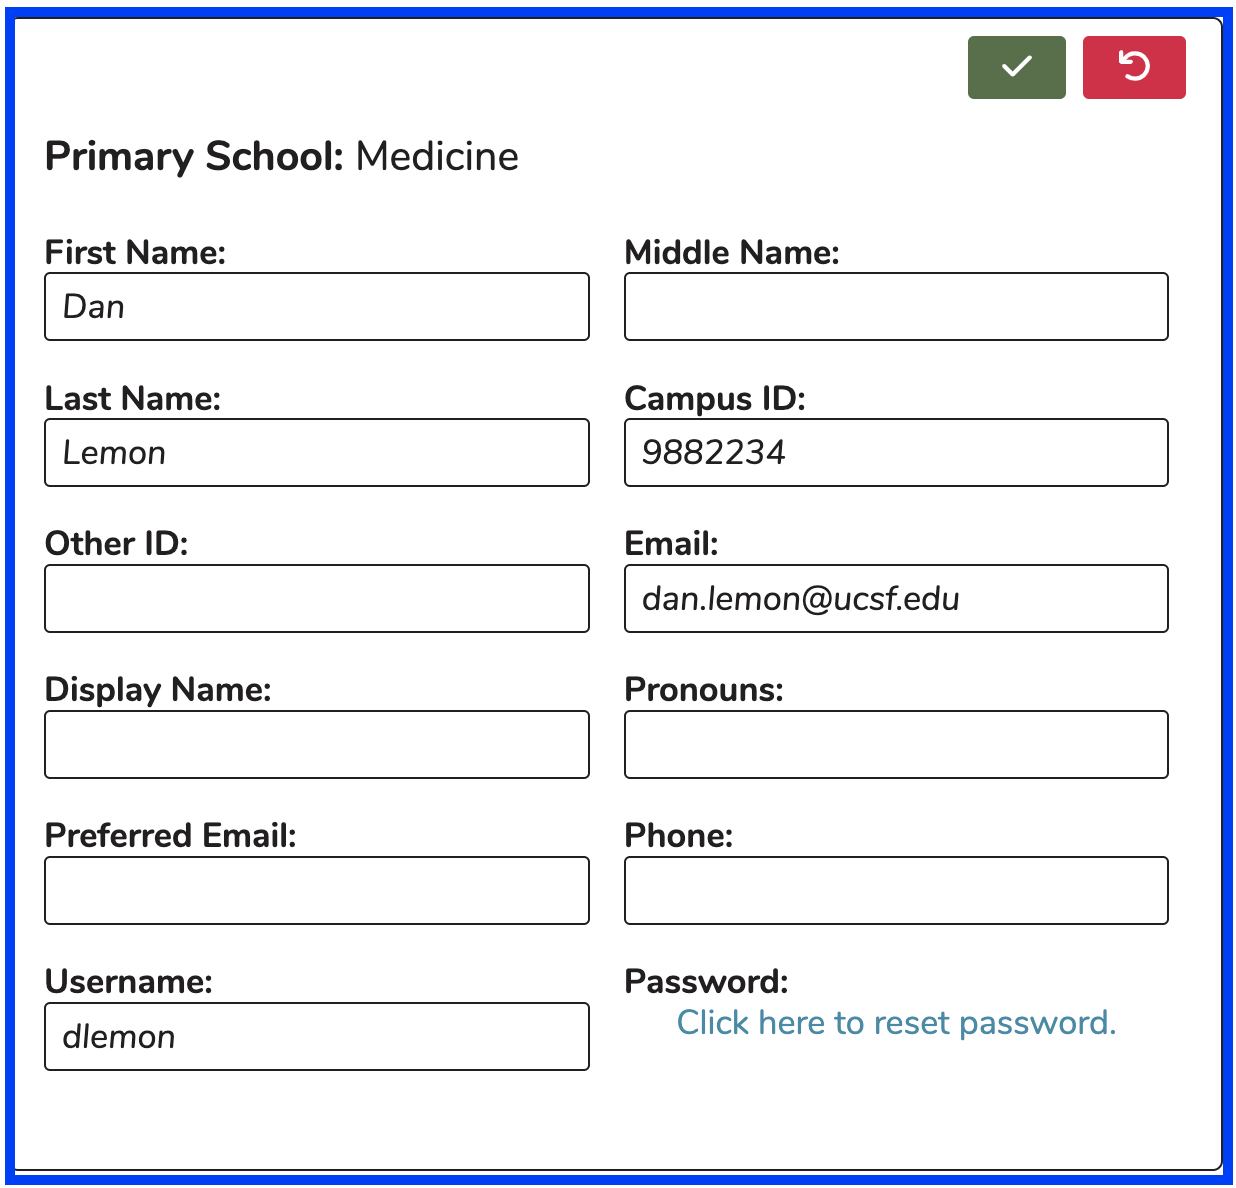 Primary School: Medicine
First Name:
Middle Name:
Dan
Last Name:
Campus ID:
Lemon
9882234
Other ID:
Email:
dan.lemon@ucsf.edu
Display Name:
Pronouns:
Preferred Email:
Phone:
Username:
Password:
dlemon
Click here to reset password.